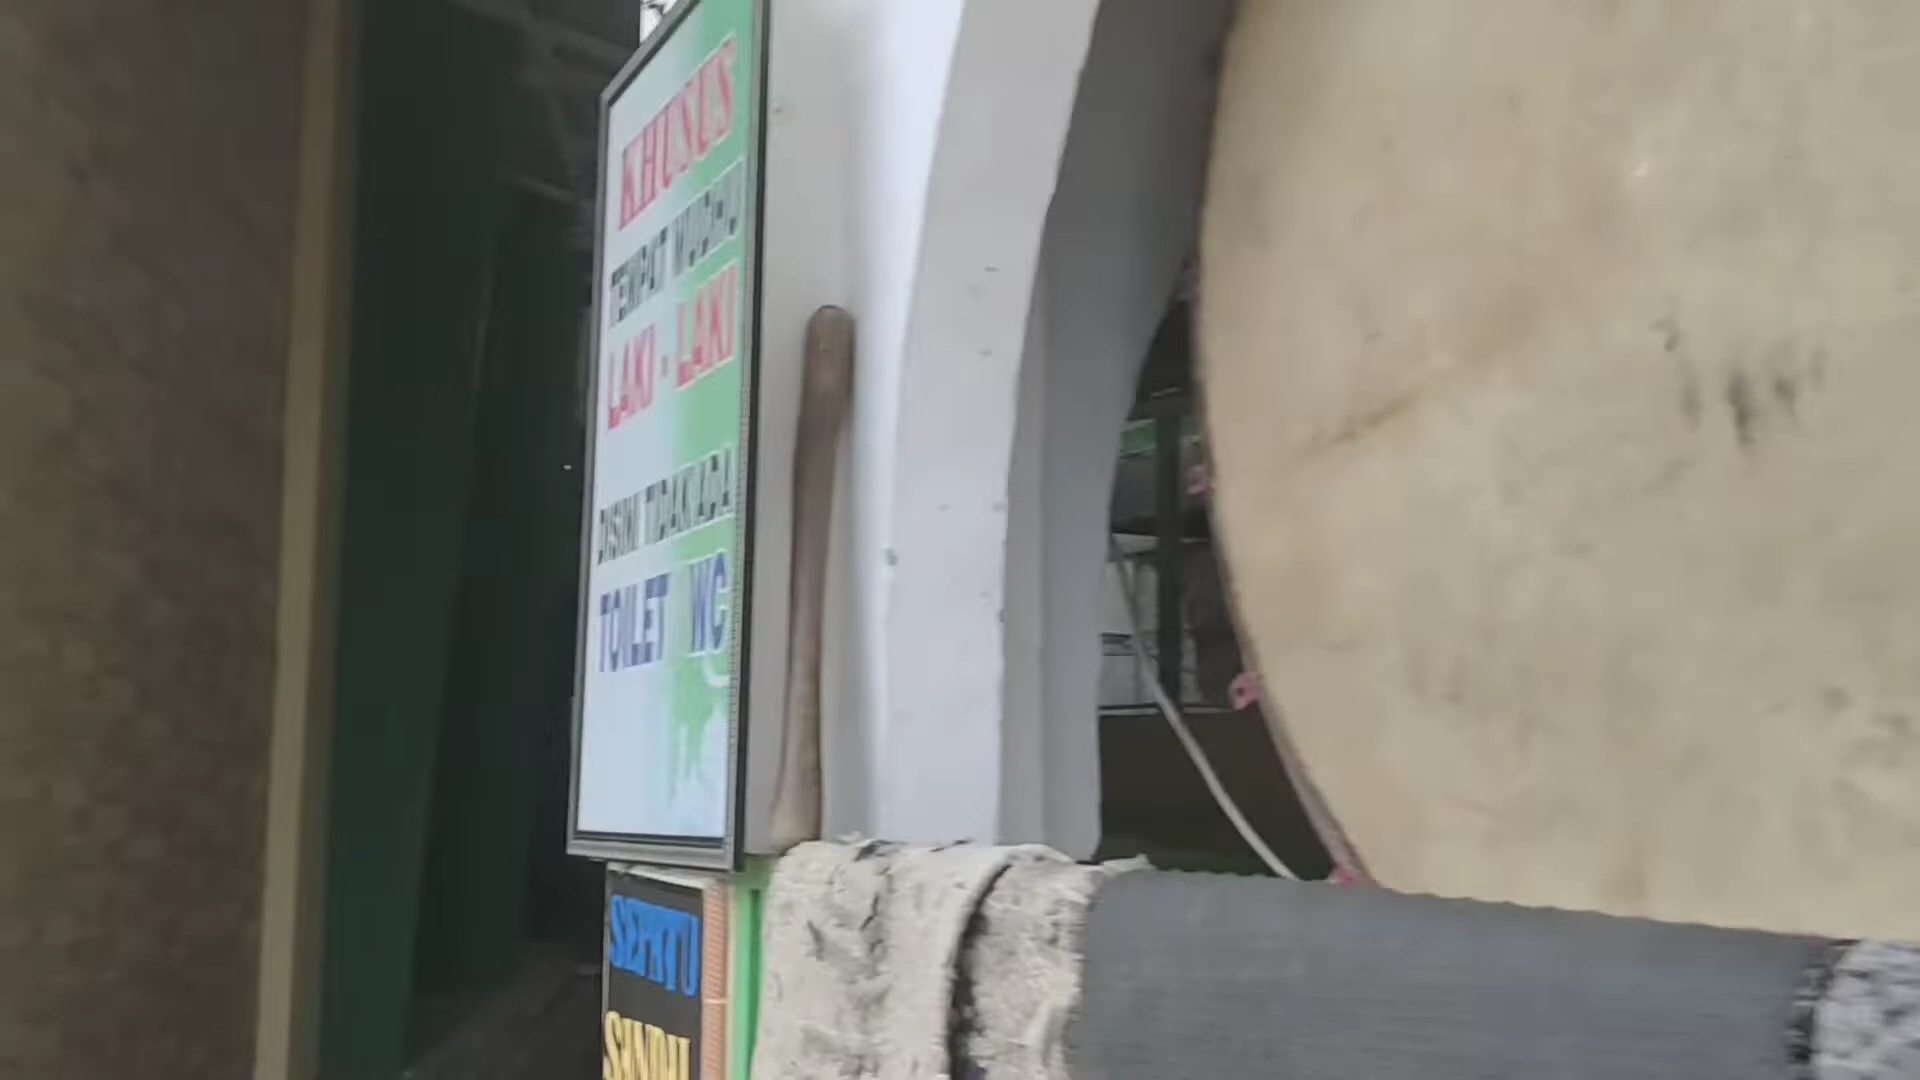 KHUSUS
TEMPAT WUDHU
LAKI - LAKI
DISINI TIDAK ADA
TOILET WC
SEPATU
SANDAL